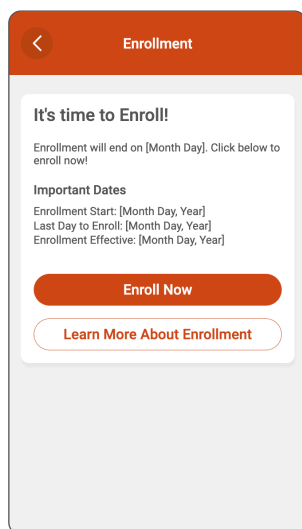 Enrollment
It's time to Enroll!
Enrollment will end on [Month Day]. Click below to
enroll now!
Important Dates
Enrollment Start: [Month Day, Year]
Last Day to Enroll: [Month Day, Year]
Enrollment Effective: [Month Day, Year]
Enroll Now
Learn More About Enrollment